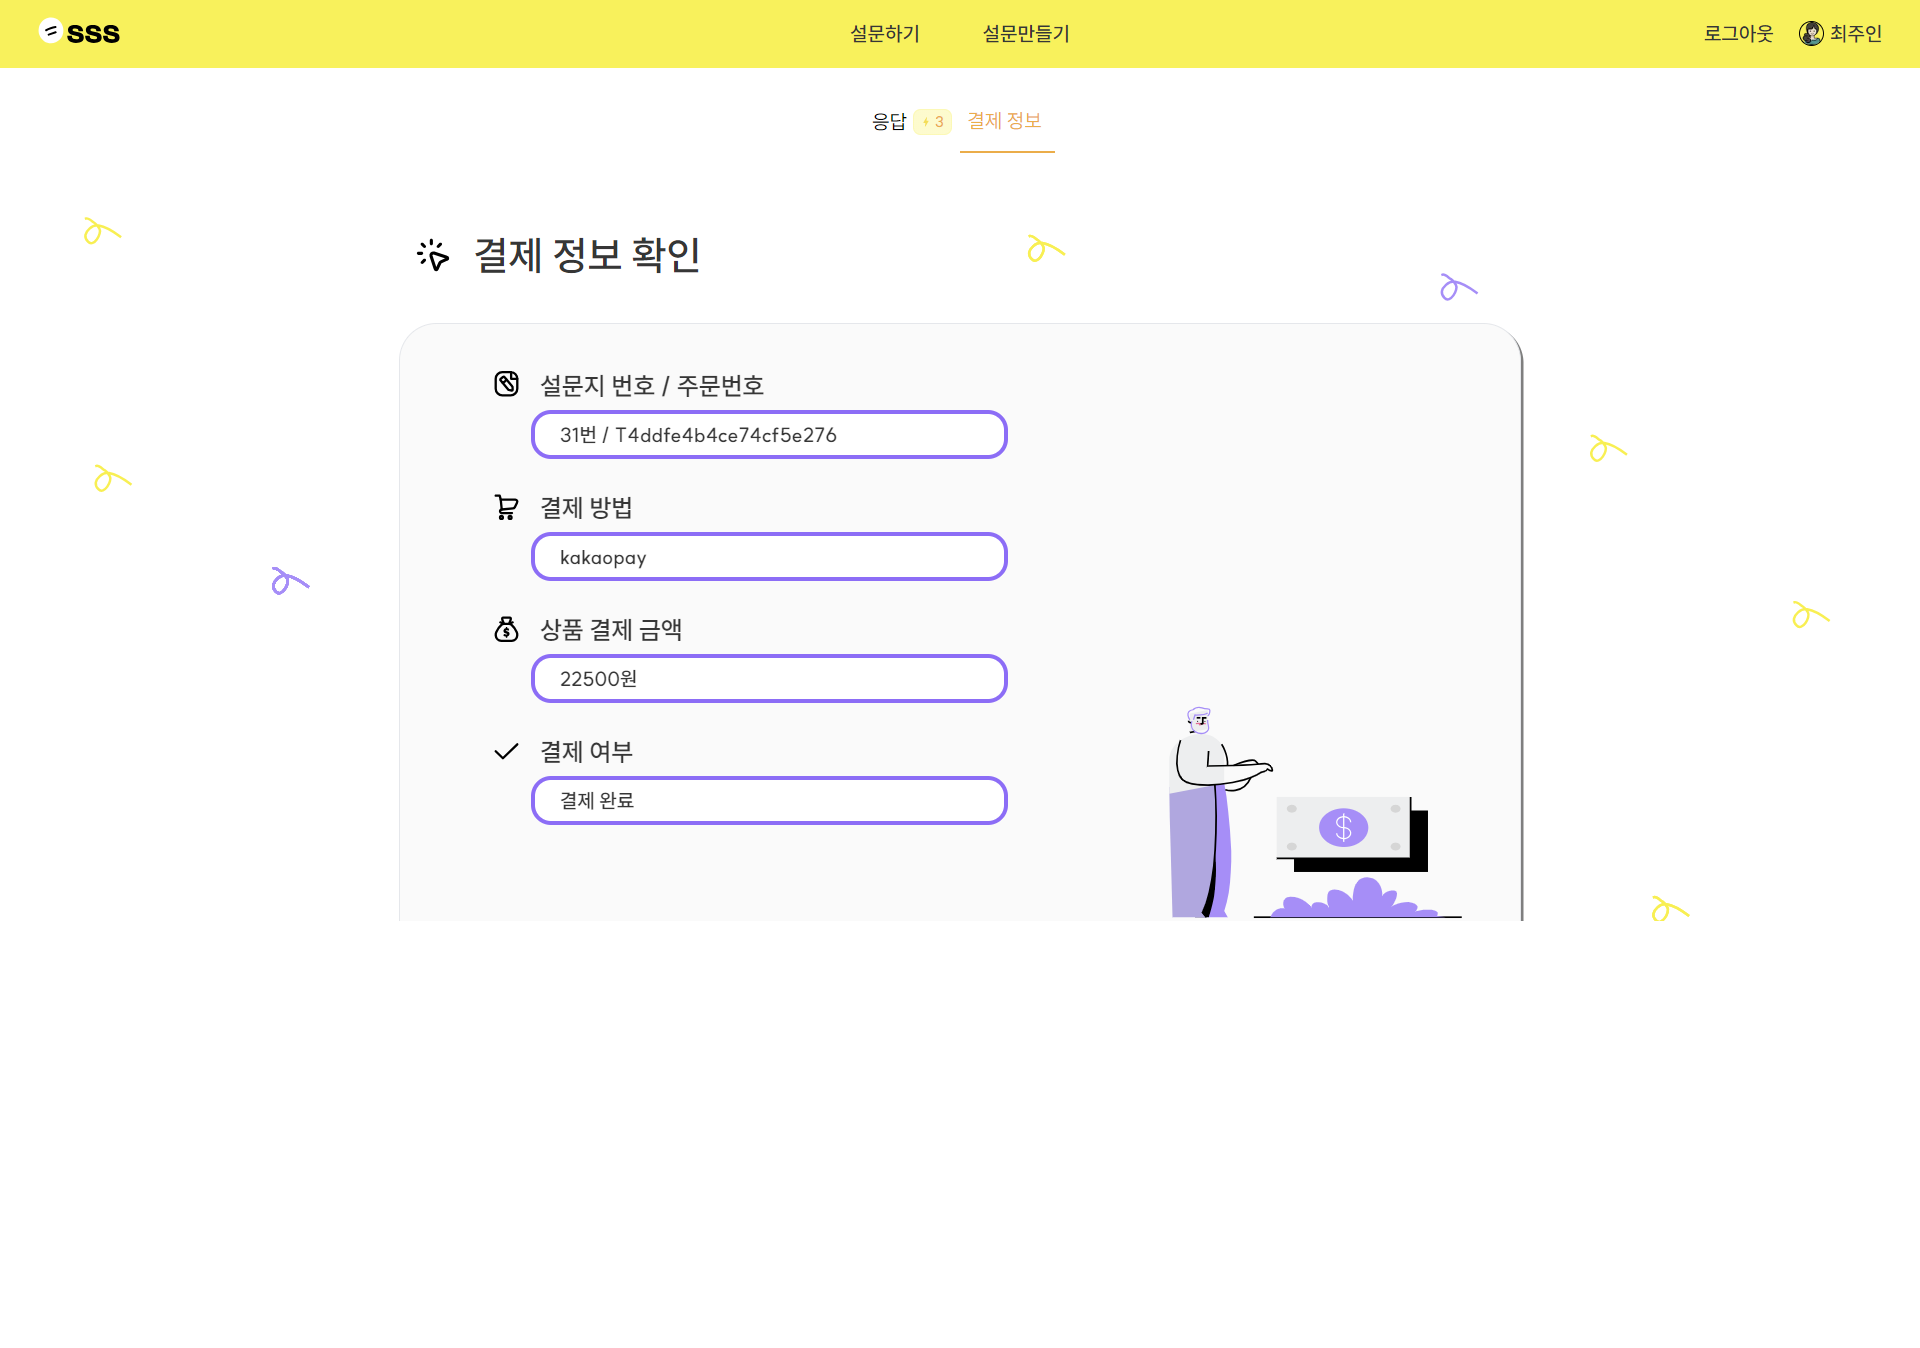 sss
설문하기
설문만들기
로그아웃
최주인
응답 3
결제 정보
결제 정보 확인
설문지 번호 / 주문번호
31번 / T4ddfe4b4ce74cf5e276
결제 방법
kakaopay
상품 결제 금액
22500원
결제 여부
결제 완료
$